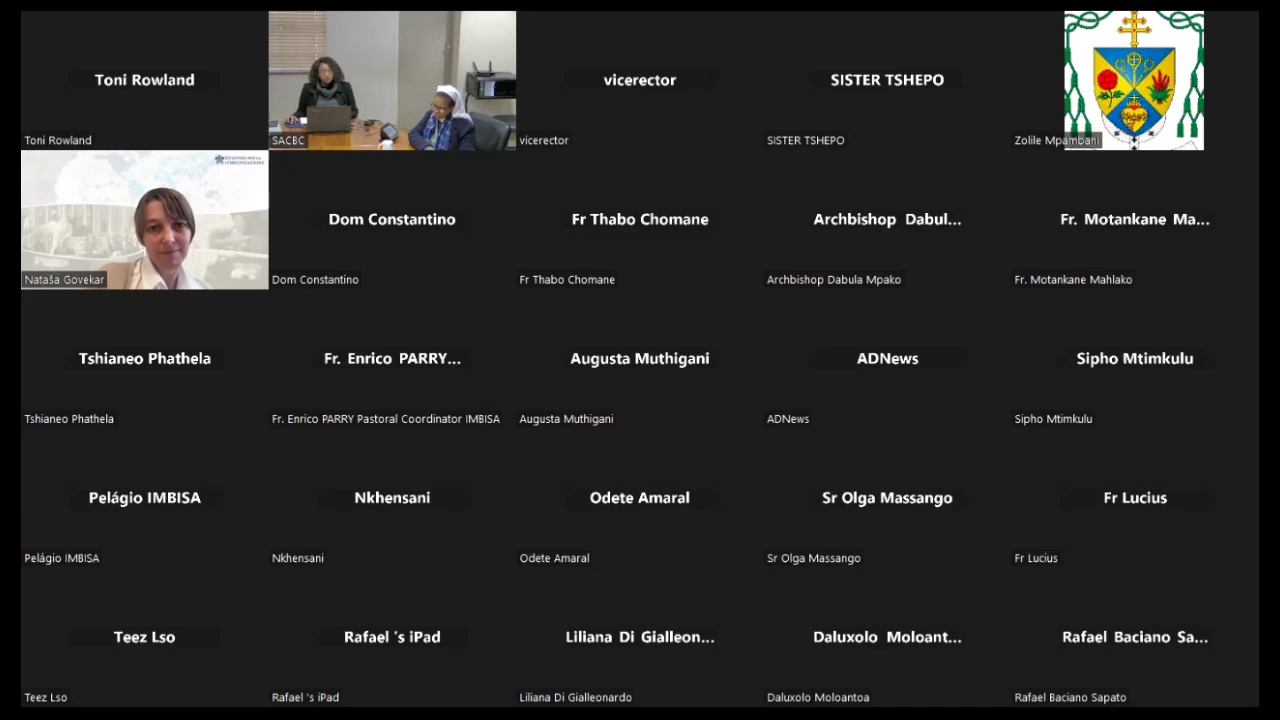 Toni Rowland
vicerector
SISTER TSHEPO
Toni Rowland
SACBC
vicerector
SISTER TSHEPO
Zolile Mpambani
DICASTERO PER LA
COMUNICAZIONE
Dom Constantino
Fr Thabo Chomane
Archbishop Dabul...
Fr. Motankane Ma...
Nataša Govekar
Dom Constantino
Fr Thabo Chomane
Archbishop Dabula Mpako
Fr. Motankane Mahlako
Tshianeo Phathela
Fr. Enrico PARRY...
Augusta Muthigani
ADNews
Sipho Mtimkulu
Tshianeo Phathela
Fr. Enrico PARRY Pastoral Coordinator IMBISA
Augusta Muthigani
ADNews
Sipho Mtimkulu
Pelágio IMBISA
Nkhensani
Odete Amaral
Sr Olga Massango
Fr Lucius
Pelágio IMBISA
Nkhensani
Odete Amaral
Sr Olga Massango
Fr Lucius
Teez Lso
Rafael 's iPad
Liliana Di Gialleon...
Daluxolo Moloant...
Rafael Baciano Sa...
Teez Lso
Rafael 's iPad
Liliana Di Gialleonardo
Daluxolo Moloantoa
Rafael Baciano Sapato